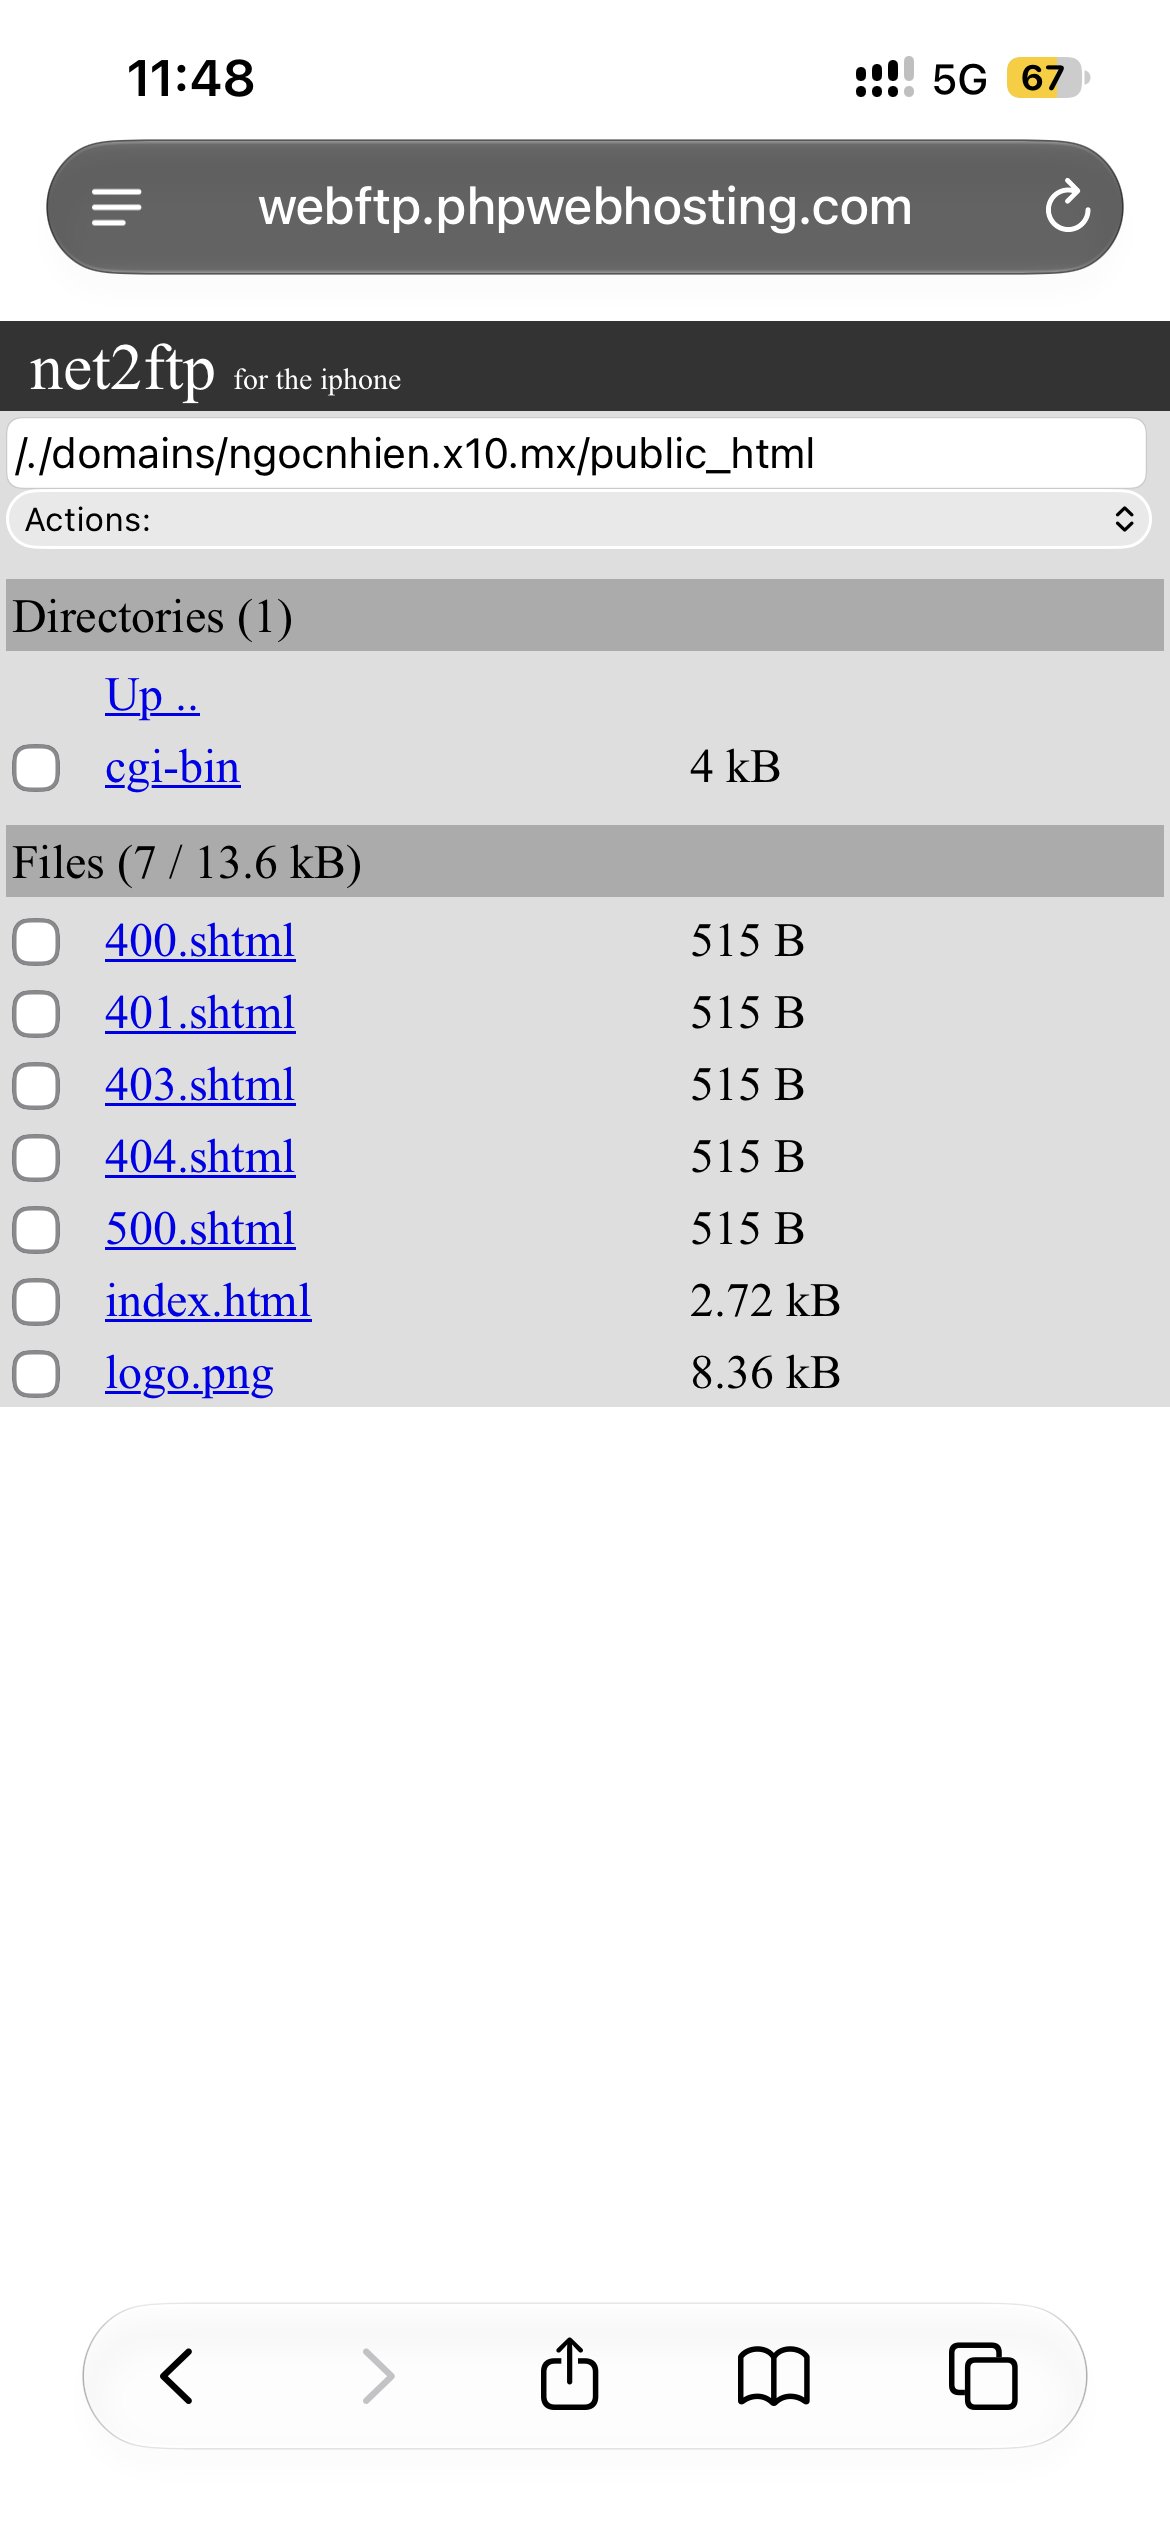 11:48
5G
67
webftp.phpwebhosting.com
net2ftp for the iphone
/./domains/ngocnhien.x10.mx/public_html
Actions:
Directories (1)
Up ..
cgi-bin 4 kB
Files (7 / 13.6 kB)
400.shtml 515 B
401.shtml 515 B
403.shtml 515 B
404.shtml 515 B
500.shtml 515 B
index.html 2.72 kB
logo.png 8.36 kB